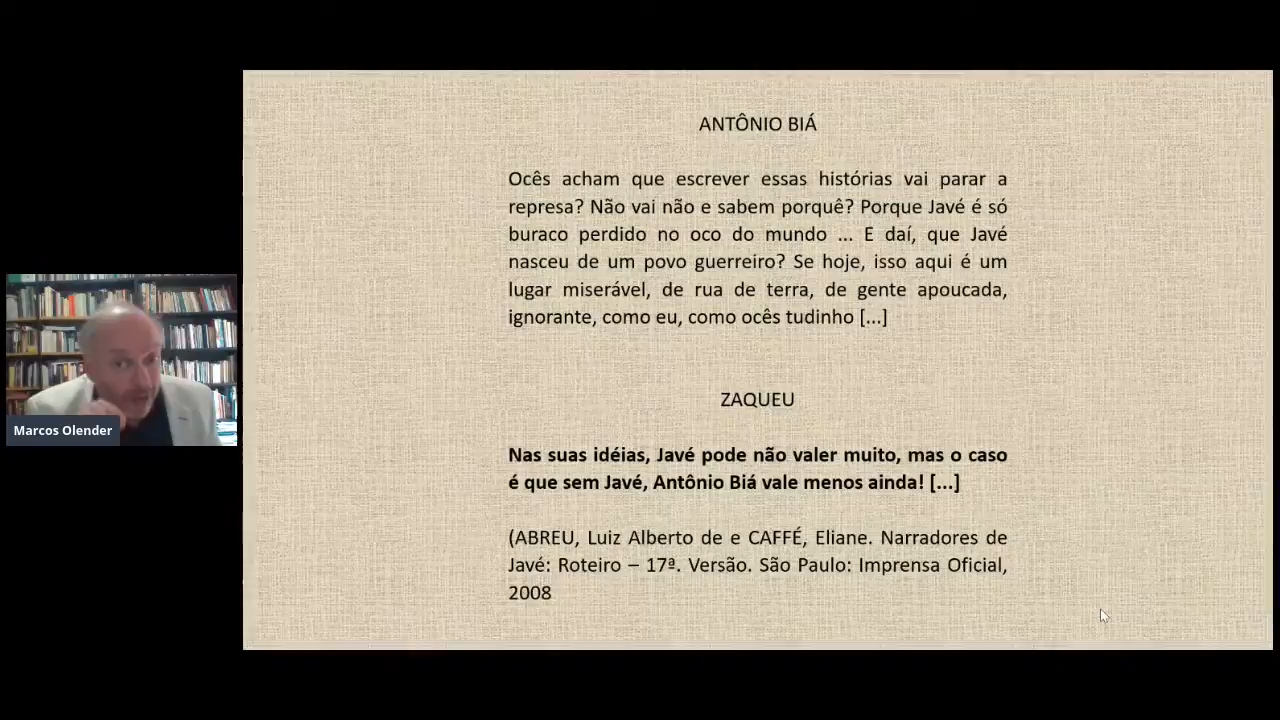 ANTÔNIO BIÁ
Ocês acham que escrever essas histórias vai parar a
represa? Não vai não e sabem porquê? Porque Javé é só
buraco perdido no oco do mundo ... E daí, que Javé
nasceu de um povo guerreiro? Se hoje, isso aqui é um
lugar miserável, de rua de terra, de gente apoucada,
ignorante, como eu, como ocês tudinho [...]
ZAQUEU
Nas suas idéias, Javé pode não valer muito, mas o caso
é que sem Javé, Antônio Biá vale menos ainda! [...]
(ABREU, Luiz Alberto de e CAFFÉ, Eliane. Narradores de
Javé: Roteiro – 17ª. Versão. São Paulo: Imprensa Oficial,
2008
Marcos Olender